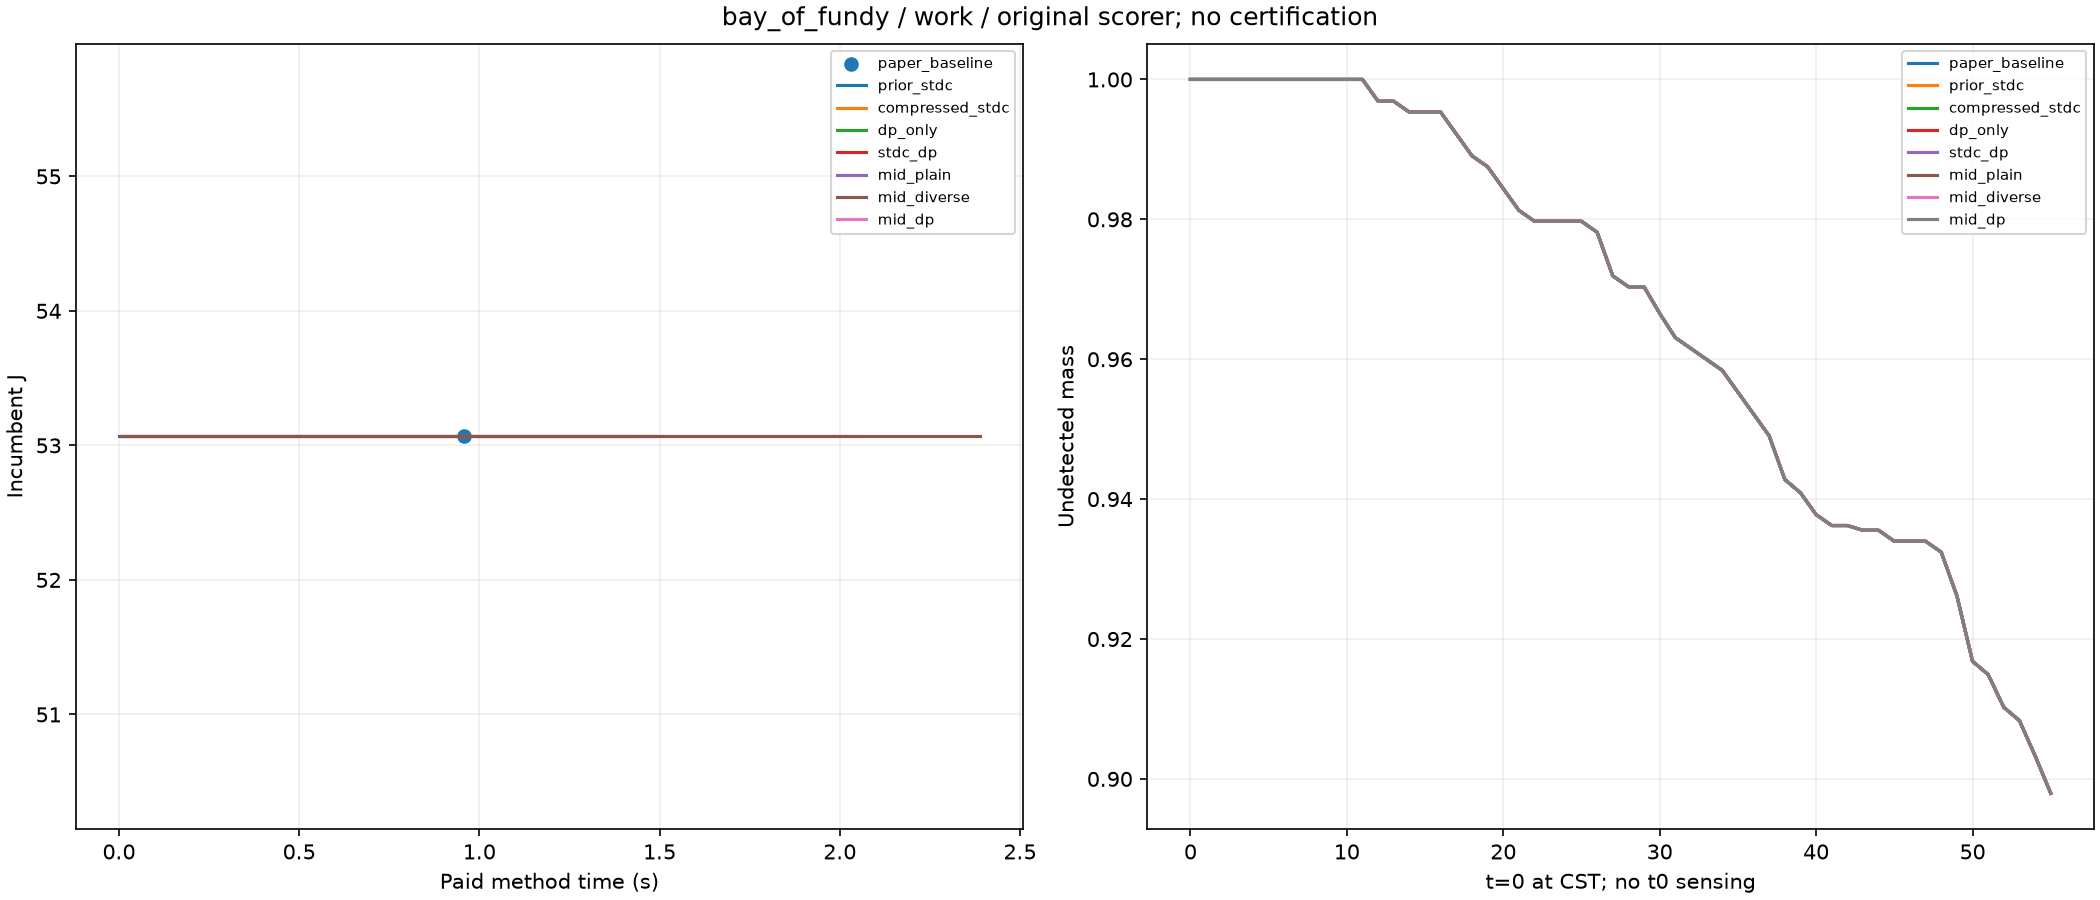 bay_of_fundy / work / original scorer; no certification
Incumbent J
55
54
53
52
51
0.0 0.5 1.0 1.5 2.0 2.5
Paid method time (s)
paper_baseline
prior_stdc
compressed_stdc
dp_only
stdc_dp
mid_plain
mid_diverse
mid_dp
Undetected mass
1.00
0.98
0.96
0.94
0.92
0.90
0 10 20 30 40 50
t=0 at CST; no t0 sensing
paper_baseline
prior_stdc
compressed_stdc
dp_only
stdc_dp
mid_plain
mid_diverse
mid_dp